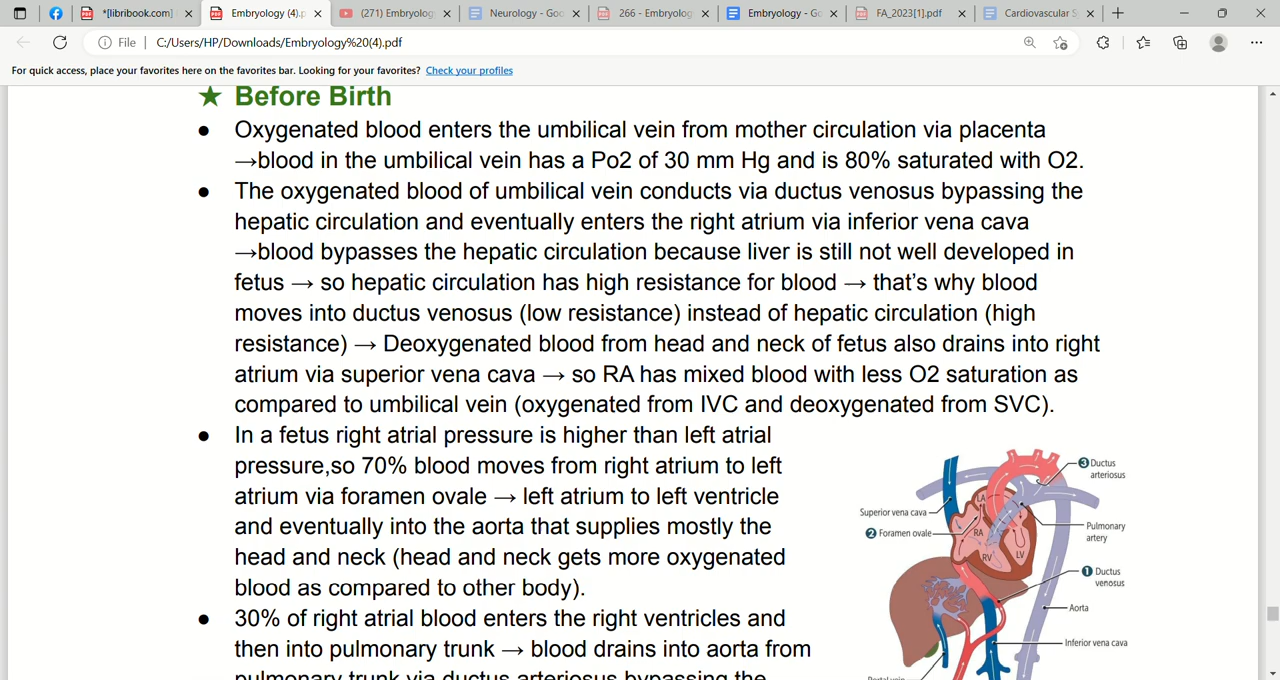 *[libribook.com]
Embryology (4).p
(271) Embryolog
Neurology - Goo
266 - Embryolog
Embryology - Go
FA_2023[1].pdf
Cardiovascular S
File
C:/Users/HP/Downloads/Embryology%20(4).pdf
For quick access, place your favorites here on the favorites bar. Looking for your favorites? Check your profiles
★ Before Birth
● Oxygenated blood enters the umbilical vein from mother circulation via placenta
→blood in the umbilical vein has a Po2 of 30 mm Hg and is 80% saturated with O2.
● The oxygenated blood of umbilical vein conducts via ductus venosus bypassing the
hepatic circulation and eventually enters the right atrium via inferior vena cava
→blood bypasses the hepatic circulation because liver is still not well developed in
fetus → so hepatic circulation has high resistance for blood → that’s why blood
moves into ductus venosus (low resistance) instead of hepatic circulation (high
resistance) → Deoxygenated blood from head and neck of fetus also drains into right
atrium via superior vena cava → so RA has mixed blood with less O2 saturation as
compared to umbilical vein (oxygenated from IVC and deoxygenated from SVC).
● In a fetus right atrial pressure is higher than left atrial
pressure,so 70% blood moves from right atrium to left
atrium via foramen ovale → left atrium to left ventricle
and eventually into the aorta that supplies mostly the
head and neck (head and neck gets more oxygenated
blood as compared to other body).
● 30% of right atrial blood enters the right ventricles and
then into pulmonary trunk → blood drains into aorta from
pulmonary trunk via ductus arteriosus bypassing the
3 Ductus
arteriosus
Superior vena cava
LA
2 Foramen ovale
RA
Pulmonary
artery
RV
LV
1 Ductus
venosus
Aorta
Inferior vena cava
Portal vein